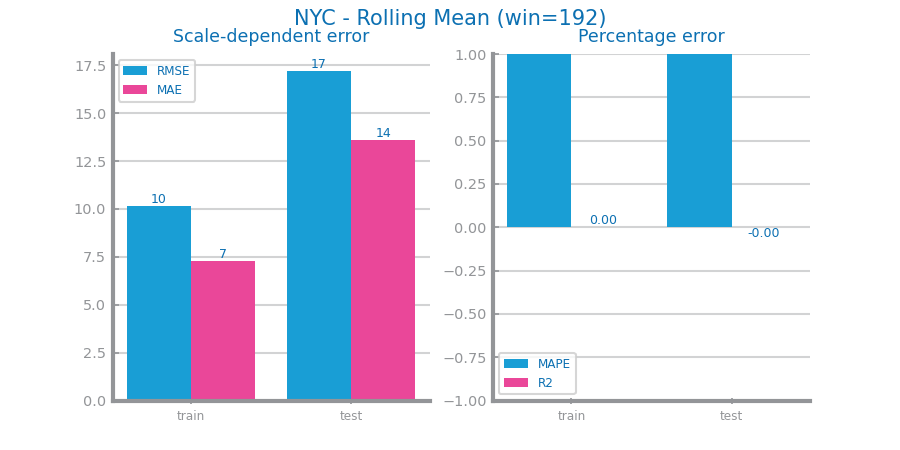 NYC - Rolling Mean (win=192)
Scale-dependent error
17.5
15.0
12.5
10.0
7.5
5.0
2.5
0.0
RMSE
MAE
10
7
17
14
train
test
Percentage error
1.00
0.75
0.50
0.25
0.00
−0.25
−0.50
−0.75
−1.00
0.00
-0.00
MAPE
R2
train
test